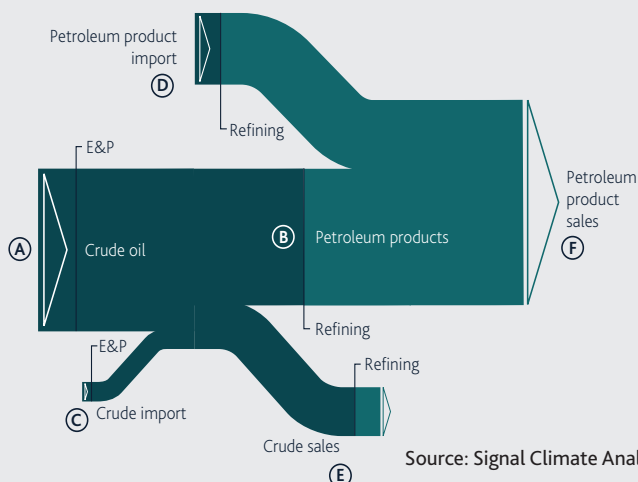 Petroleum product
import
D
Refining
E&P
A
Crude oil
B
Petroleum products
Petroleum
product
sales
F
Refining
E&P
C
Crude import
Refining
Crude sales
E
Source: Signal Climate Anal